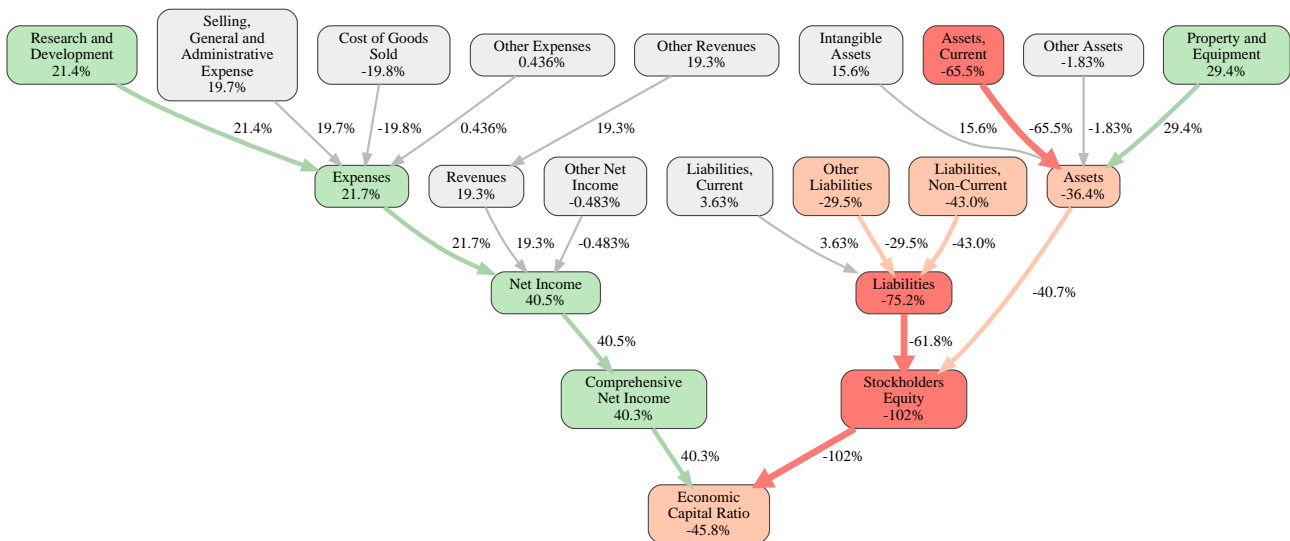 Research and
Development
21.4%
Selling,
General and
Administrative
Expense
19.7%
Cost of Goods
Sold
-19.8%
Other Expenses
0.436%
Other Revenues
19.3%
Intangible
Assets
15.6%
Assets,
Current
-65.5%
Other Assets
-1.83%
Property and
Equipment
29.4%
21.4%
19.7%
-19.8%
0.436%
19.3%
15.6%
-65.5%
-1.83%
29.4%
Expenses
21.7%
Revenues
19.3%
Other Net
Income
-0.483%
Liabilities,
Current
3.63%
Other
Liabilities
-29.5%
Liabilities,
Non-Current
-43.0%
Assets
-36.4%
21.7%
19.3%
-0.483%
3.63%
-29.5%
-43.0%
-40.7%
Net Income
40.5%
Liabilities
-75.2%
40.5%
-61.8%
Comprehensive
Net Income
40.3%
Stockholders
Equity
-102%
40.3%
-102%
Economic
Capital Ratio
-45.8%